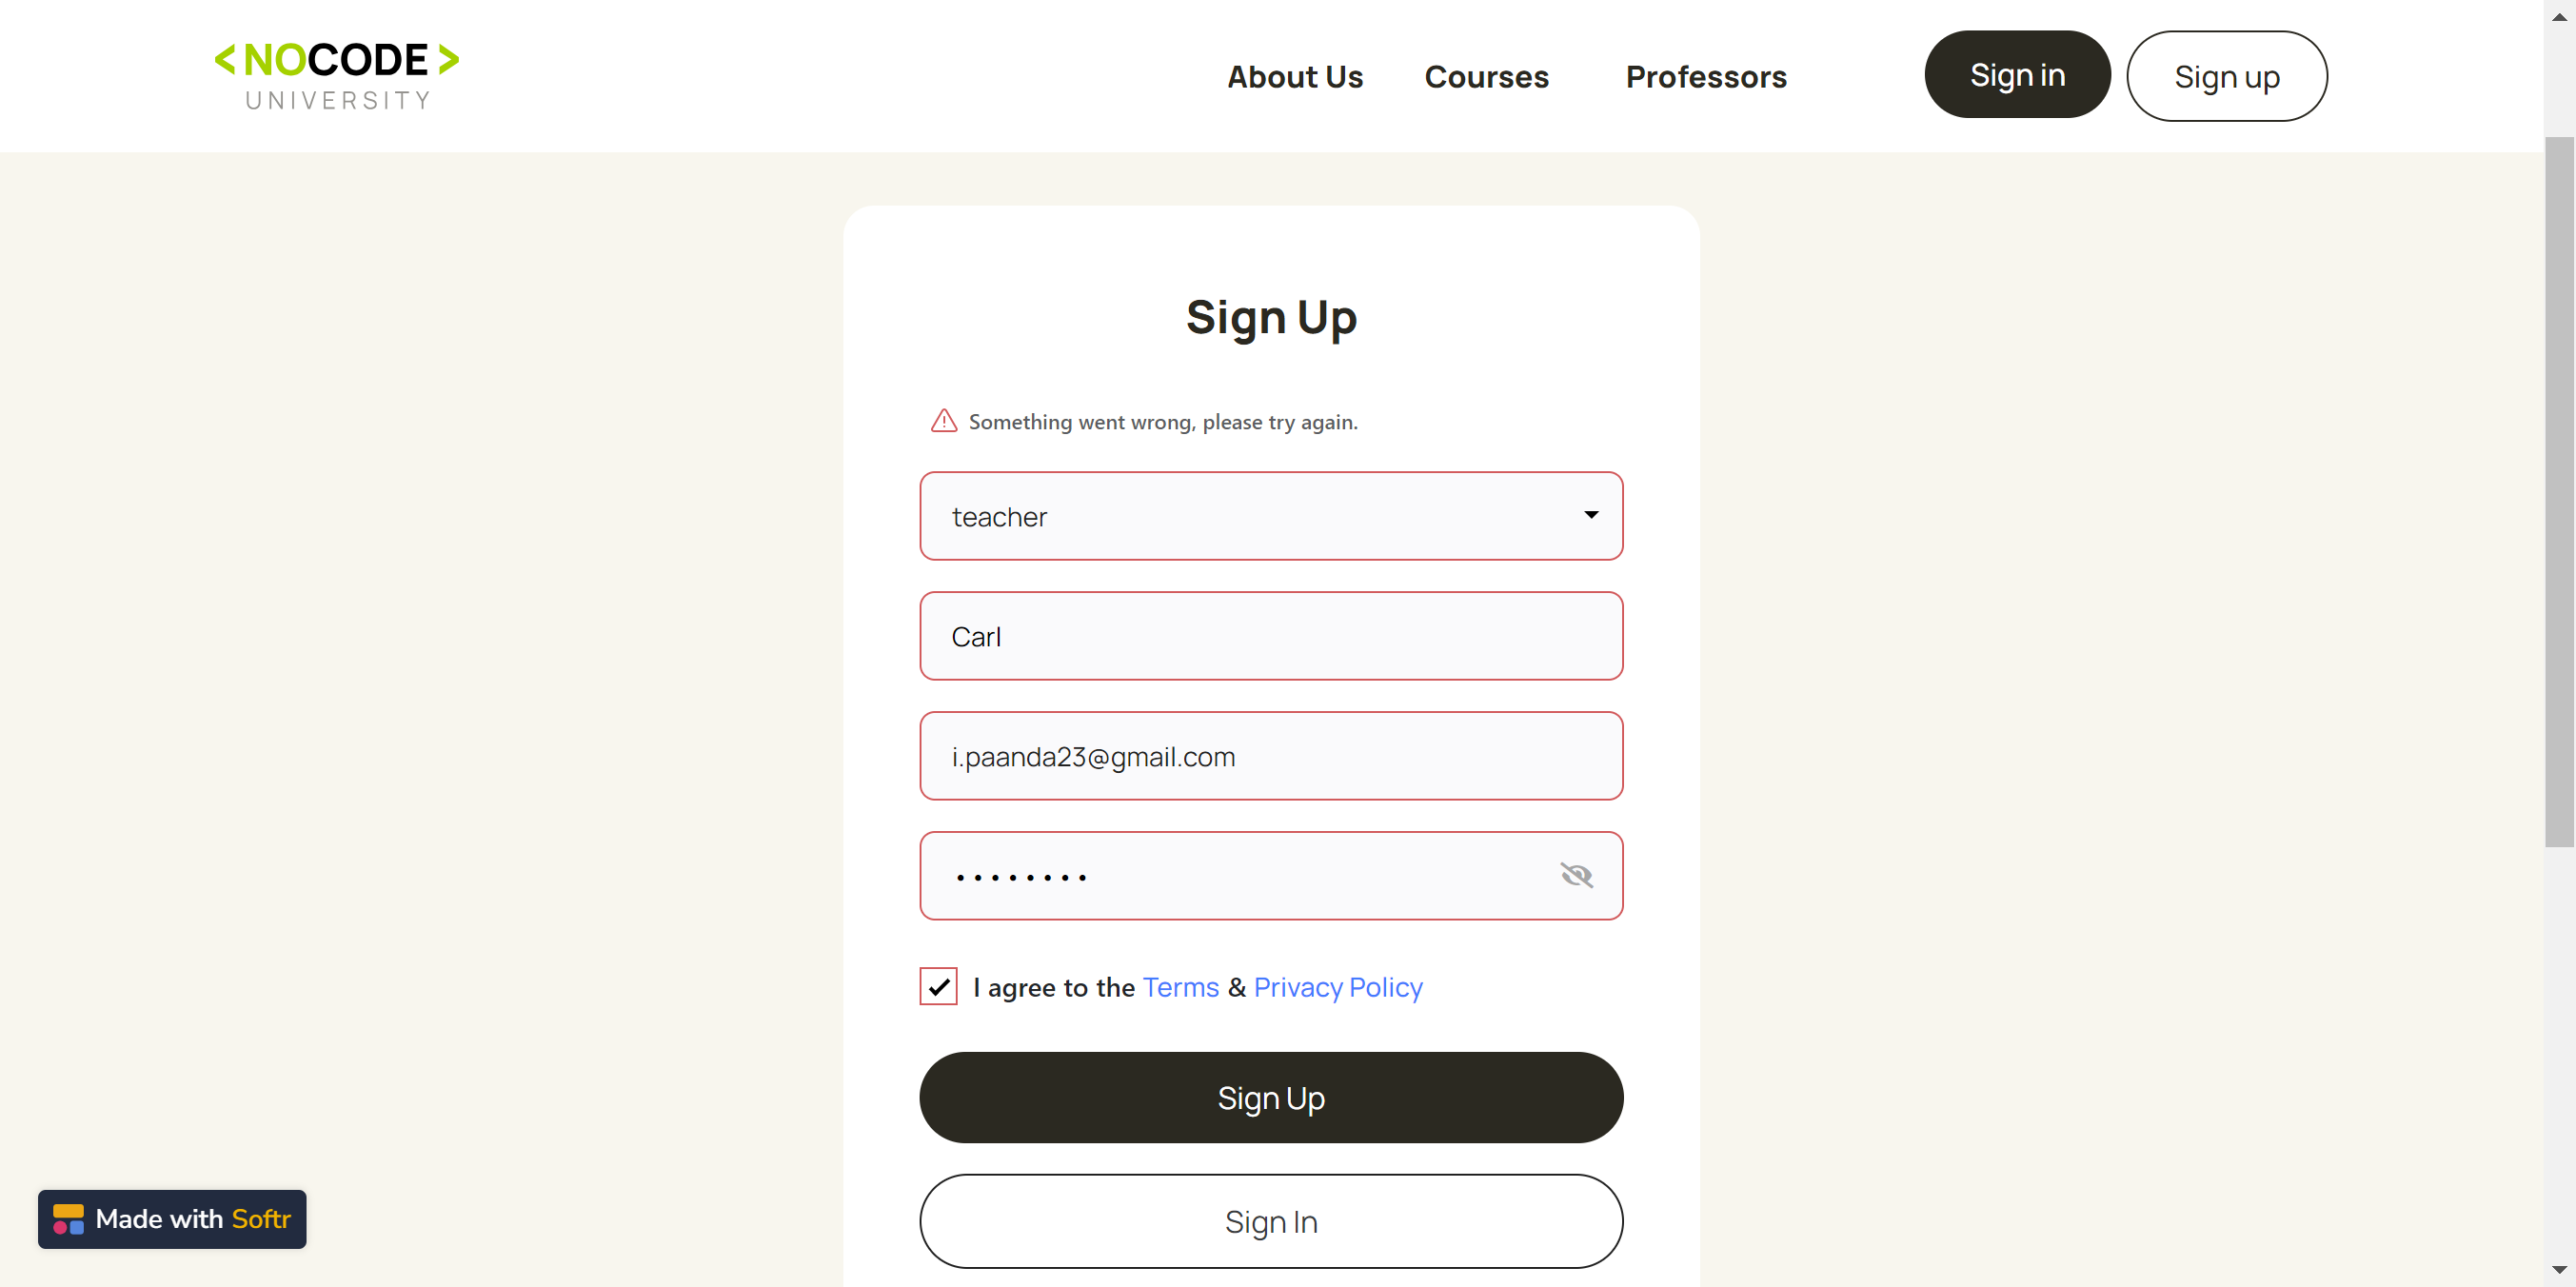 <NOCODE>
UNIVERSITY
About Us
Courses
Professors
Sign in
Sign up
Sign Up
Something went wrong, please try again.
teacher
Carl
i.paanda23@gmail.com
••••••••
I agree to the Terms & Privacy Policy
Sign Up
Sign In
Made with Softr